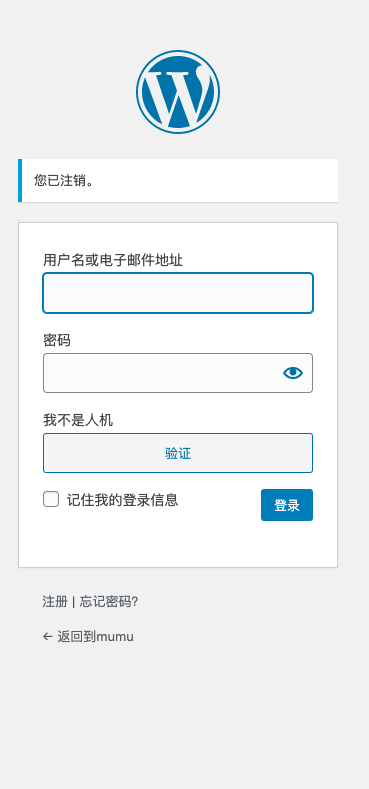 您已注销。
用户名或电子邮件地址
密码
我不是人机
验证
记住我的登录信息
登录
注册 | 忘记密码?
← 返回到mumu